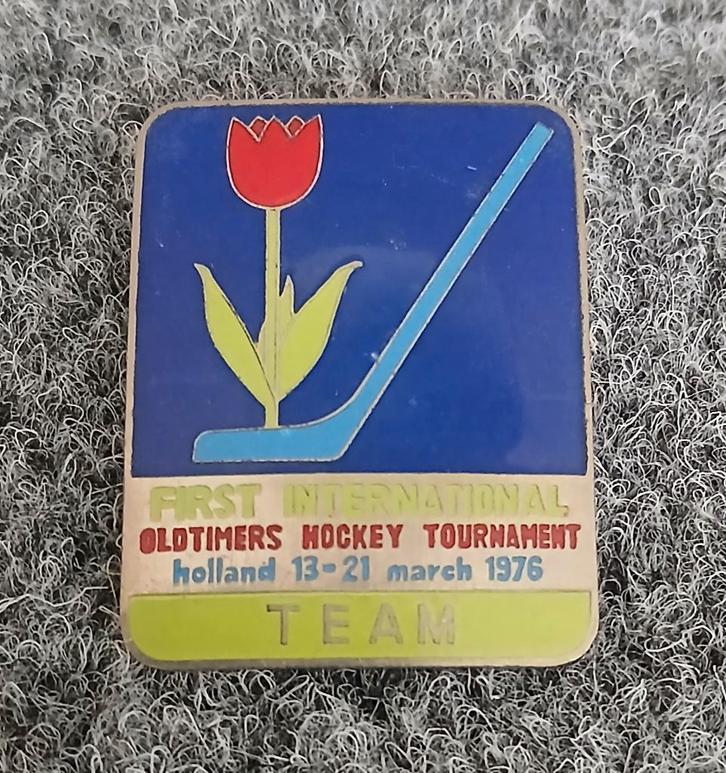 FIRST INTERNATIONAL
OLDTIMERS HOCKEY TOURNAMENT
holland 13-21 march 1976
TEAM